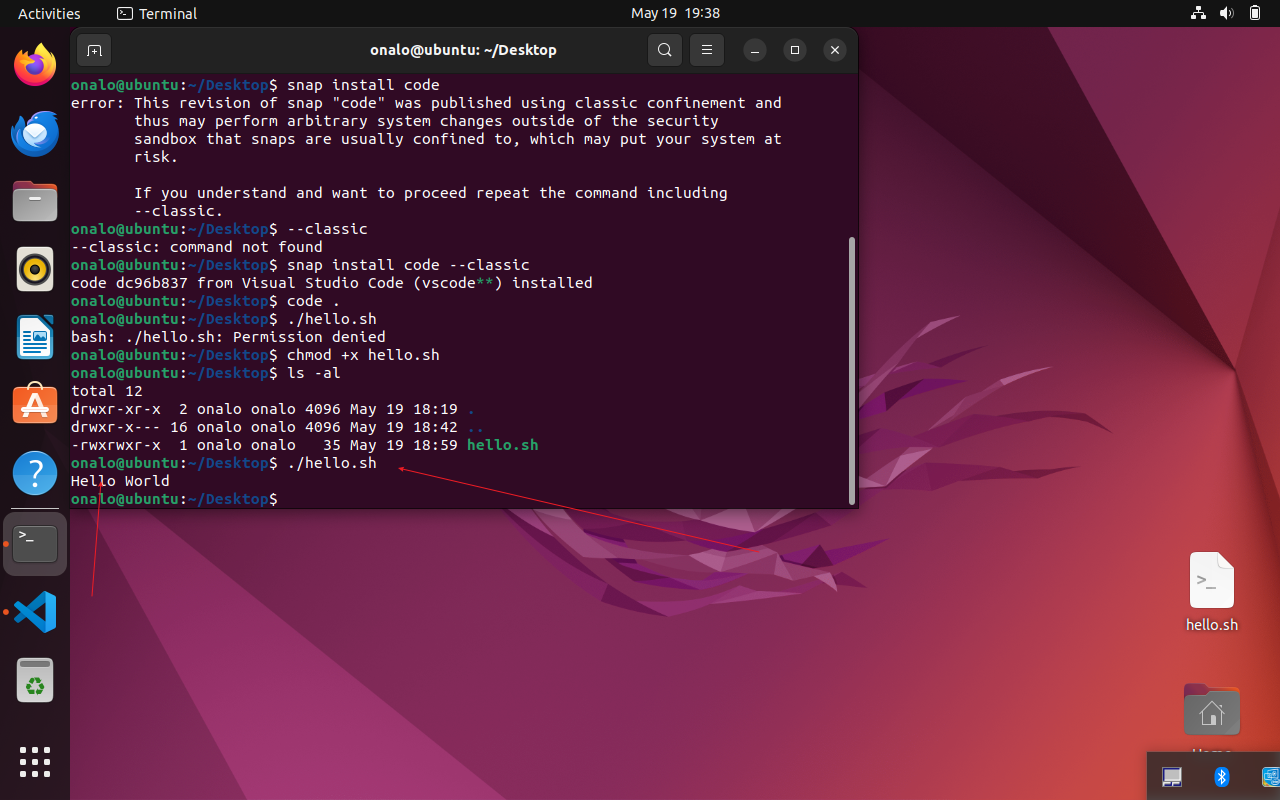 Activities Terminal May 19 19:38
onalo@ubuntu: ~/Desktop
onalo@ubuntu:~/Desktop$ snap install code
error: This revision of snap "code" was published using classic confinement and
thus may perform arbitrary system changes outside of the security
sandbox that snaps are usually confined to, which may put your system at
risk.
If you understand and want to proceed repeat the command including
--classic.
onalo@ubuntu:~/Desktop$ --classic
--classic: command not found
onalo@ubuntu:~/Desktop$ snap install code --classic
code dc96b837 from Visual Studio Code (vscode**) installed
onalo@ubuntu:~/Desktop$ code .
onalo@ubuntu:~/Desktop$ ./hello.sh
bash: ./hello.sh: Permission denied
onalo@ubuntu:~/Desktop$ chmod +x hello.sh
onalo@ubuntu:~/Desktop$ ls -al
total 12
drwxr-xr-x  2 onalo onalo 4096 May 19 18:19 .
drwxr-x--- 16 onalo onalo 4096 May 19 18:42 ..
-rwxrwxr-x  1 onalo onalo   35 May 19 18:59 hello.sh
onalo@ubuntu:~/Desktop$ ./hello.sh
Hello World
onalo@ubuntu:~/Desktop$
hello.sh
Home